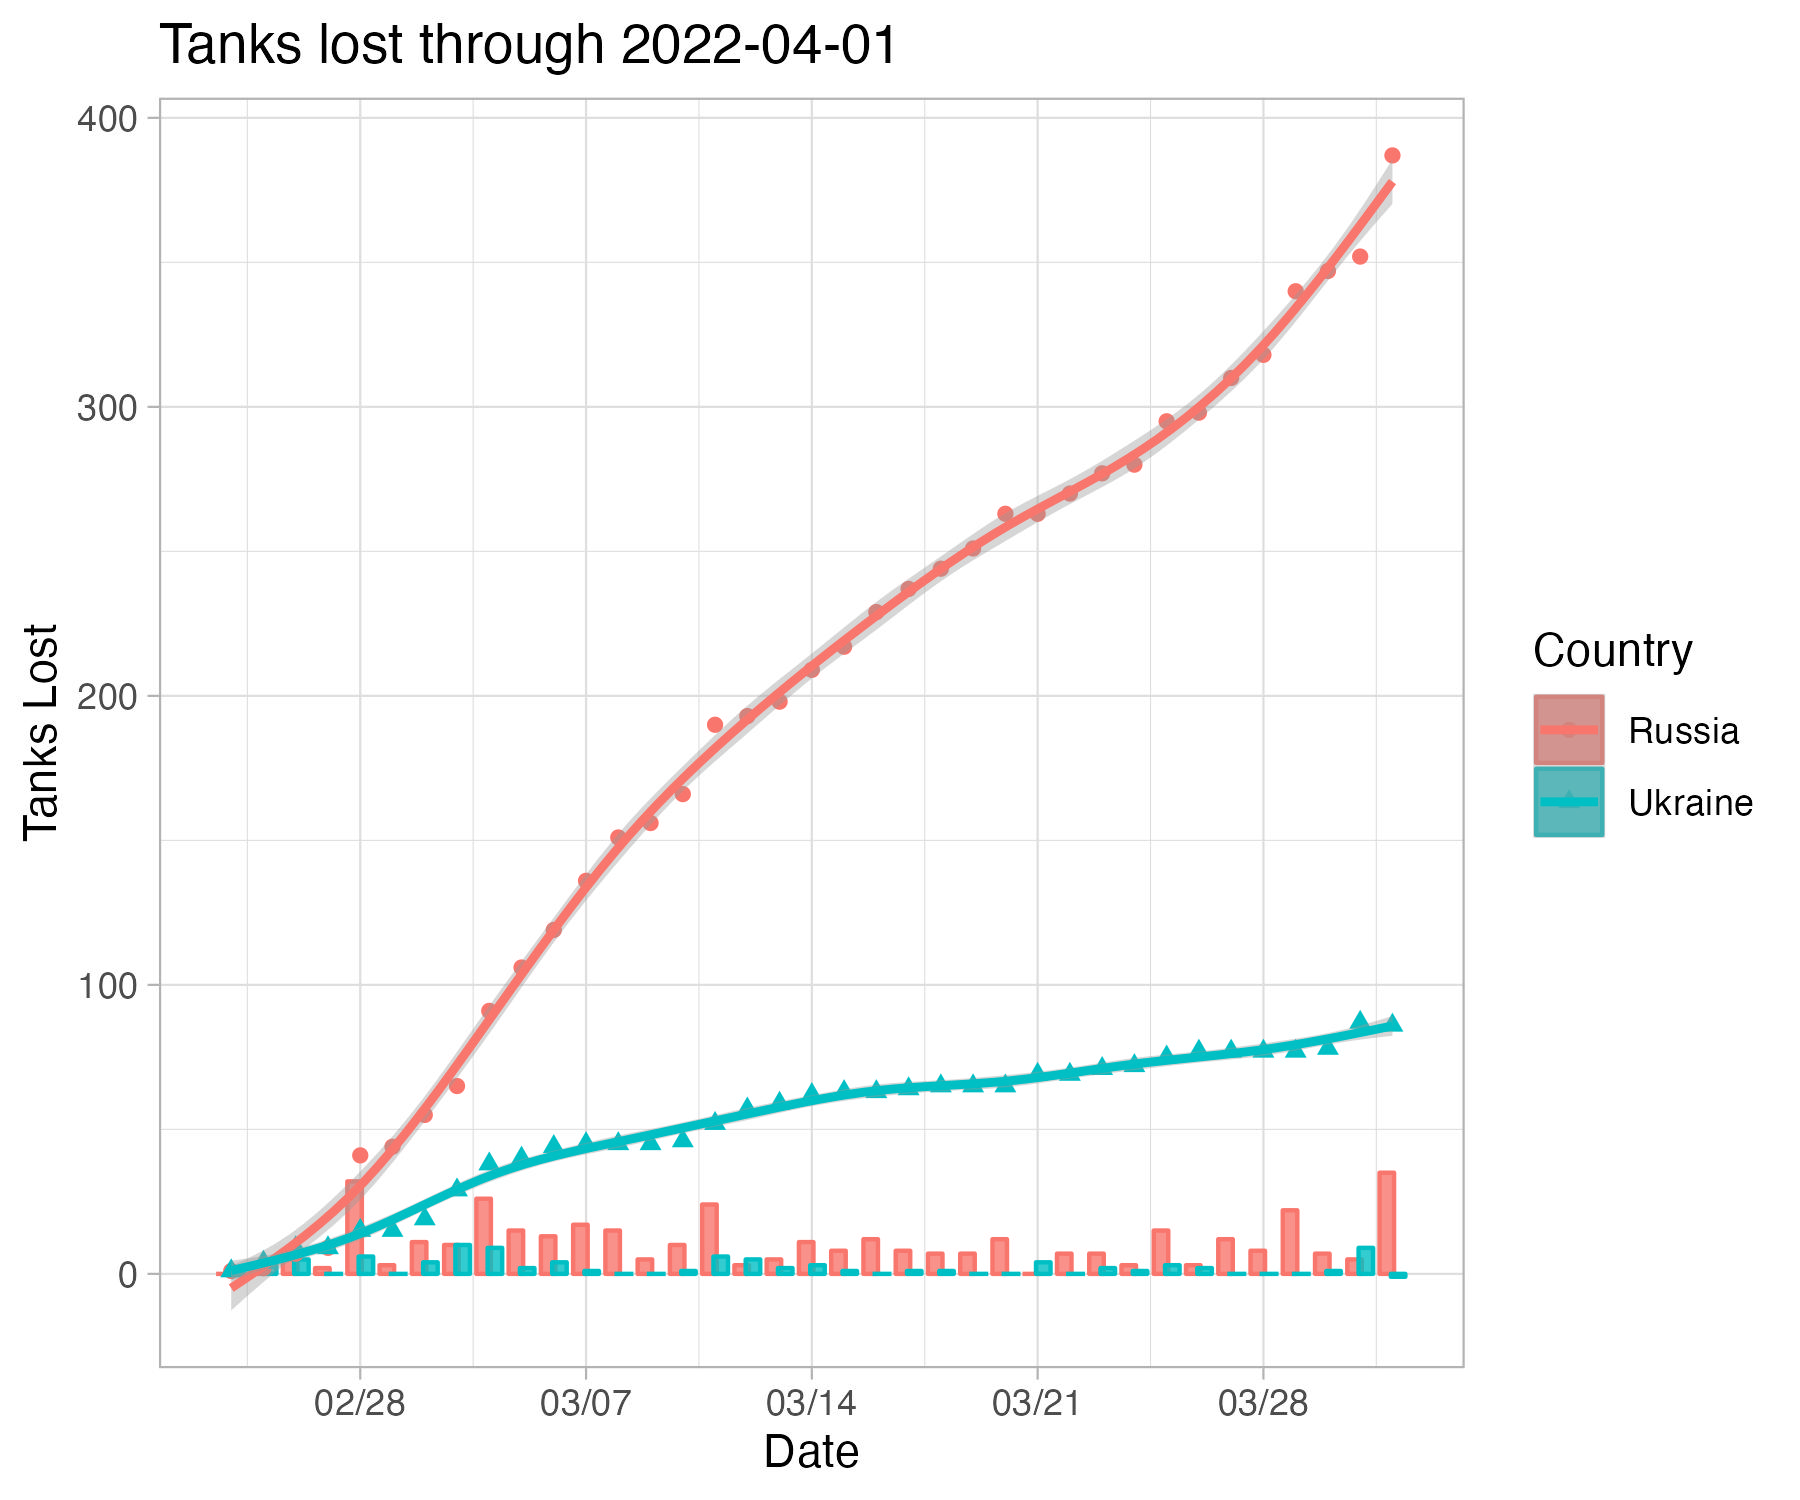 Tanks lost through 2022-04-01
400
300
200
100
0
Tanks Lost
02/28 03/07 03/14 03/21 03/28
Date
Country
Russia
Ukraine